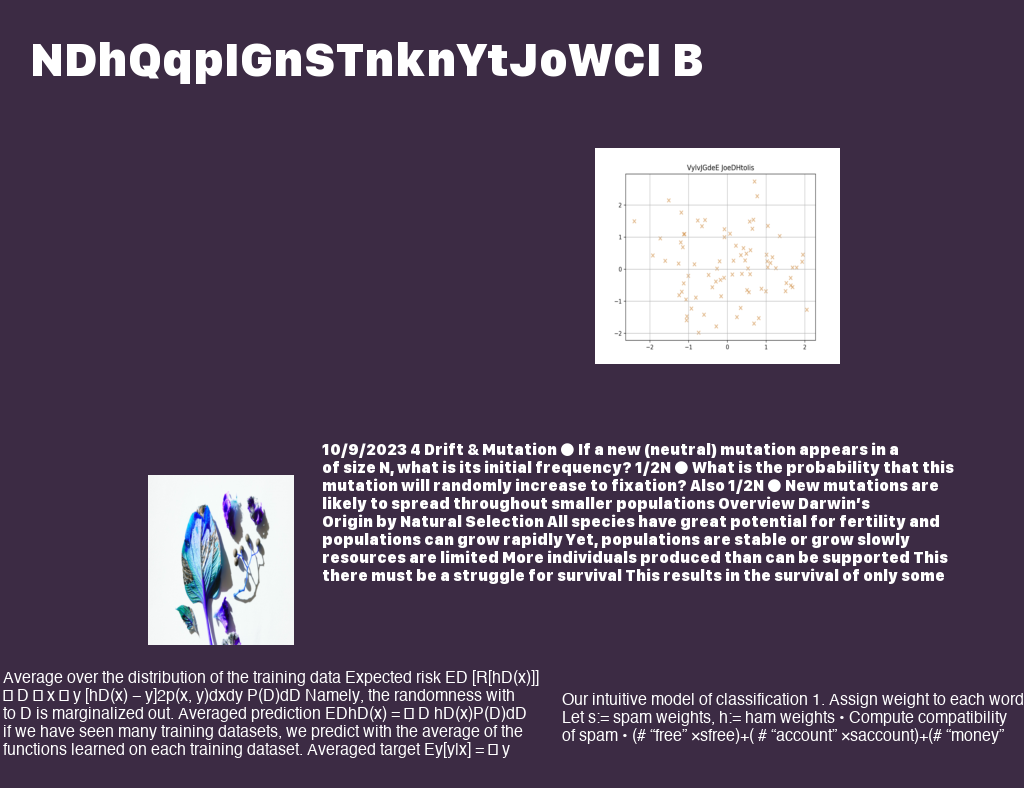 NDhQqpIGnSTnknYtJoWCI B
VylvJGdeE JoeDHtolis
2
1
0
−1
−2
−2
−1
0
1
2
10/9/2023 4 Drift & Mutation ● If a new (neutral) mutation appears in a
of size N, what is its initial frequency? 1/2N ● What is the probability that this
mutation will randomly increase to fixation? Also 1/2N ● New mutations are
likely to spread throughout smaller populations Overview Darwin's
Origin by Natural Selection All species have great potential for fertility and
populations can grow rapidly Yet, populations are stable or grow slowly
resources are limited More individuals produced than can be supported This
there must be a struggle for survival This results in the survival of only some
Average over the distribution of the training data Expected risk ED [R[hD(x)]]
□ D □ x □ y [hD(x) – y]2p(x, y)dxdy P(D)dD Namely, the randomness with
to D is marginalized out. Averaged prediction EDhD(x) = □ D hD(x)P(D)dD
if we have seen many training datasets, we predict with the average of the
functions learned on each training dataset. Averaged target Ey[y|x] = □ y
Our intuitive model of classification 1. Assign weight to each word
Let s:= spam weights, h:= ham weights • Compute compatibility
of spam • (# “free” ×sfree)+( # “account” ×saccount)+(# “money”